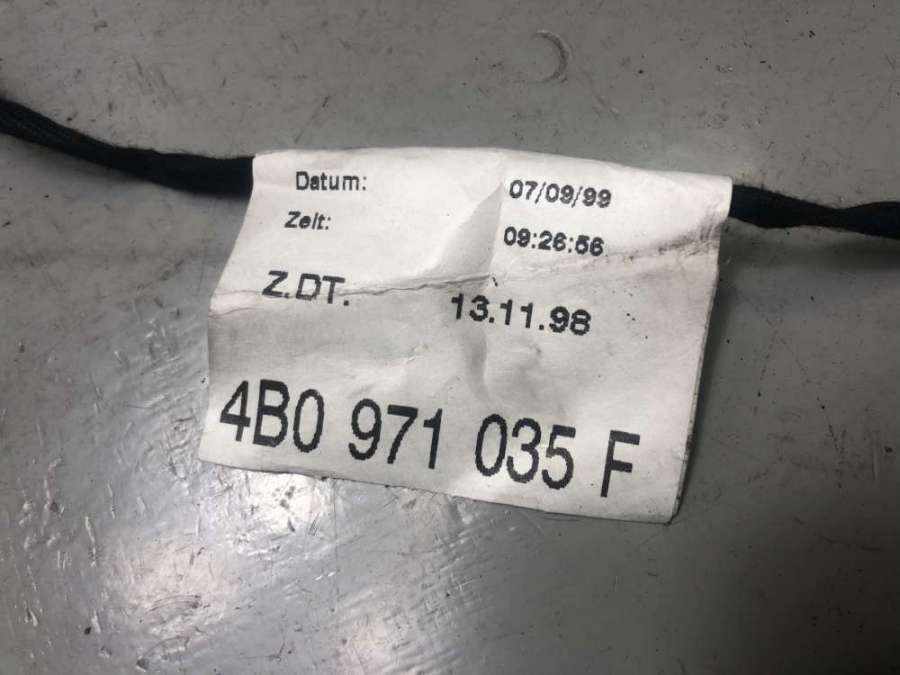 Datum: 07/09/99
Zeit: 09:26:56
Z.DT. 13.11.98
4B0 971 035 F